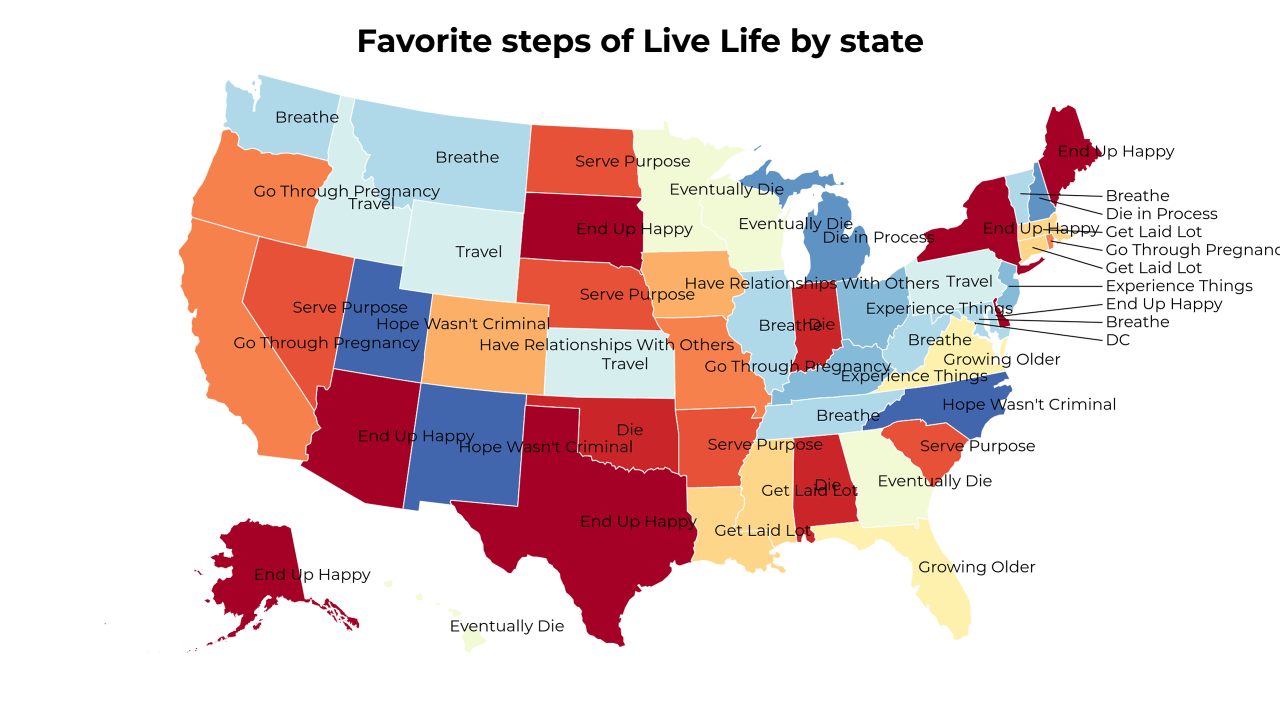 Favorite steps of Live Life by state
Breathe
End Up Happy
Breathe
Serve Purpose
Eventually Die
Go Through Pregnancy
Travel
Breathe
Die in Process
Eventually Die
End Up Happy
End Up Happy
Get Laid Lot
Die in Process
Go Through Pregnanc
Travel
Get Laid Lot
Have Relationships With Others
Travel
Experience Things
Serve Purpose
Serve Purpose
Experience Things
End Up Happy
Hope Wasn't Criminal
Breathe
Die
Breathe
Go Through Pregnancy
Have Relationships With Others
Breathe
DC
Travel
Go Through Pregnancy
Growing Older
Experience Things
Hope Wasn't Criminal
Breathe
End Up Happy
Die
Hope Wasn't Criminal
Serve Purpose
Serve Purpose
Get Laid Lot
Die
Eventually Die
End Up Happy
Get Laid Lot
Growing Older
End Up Happy
Eventually Die